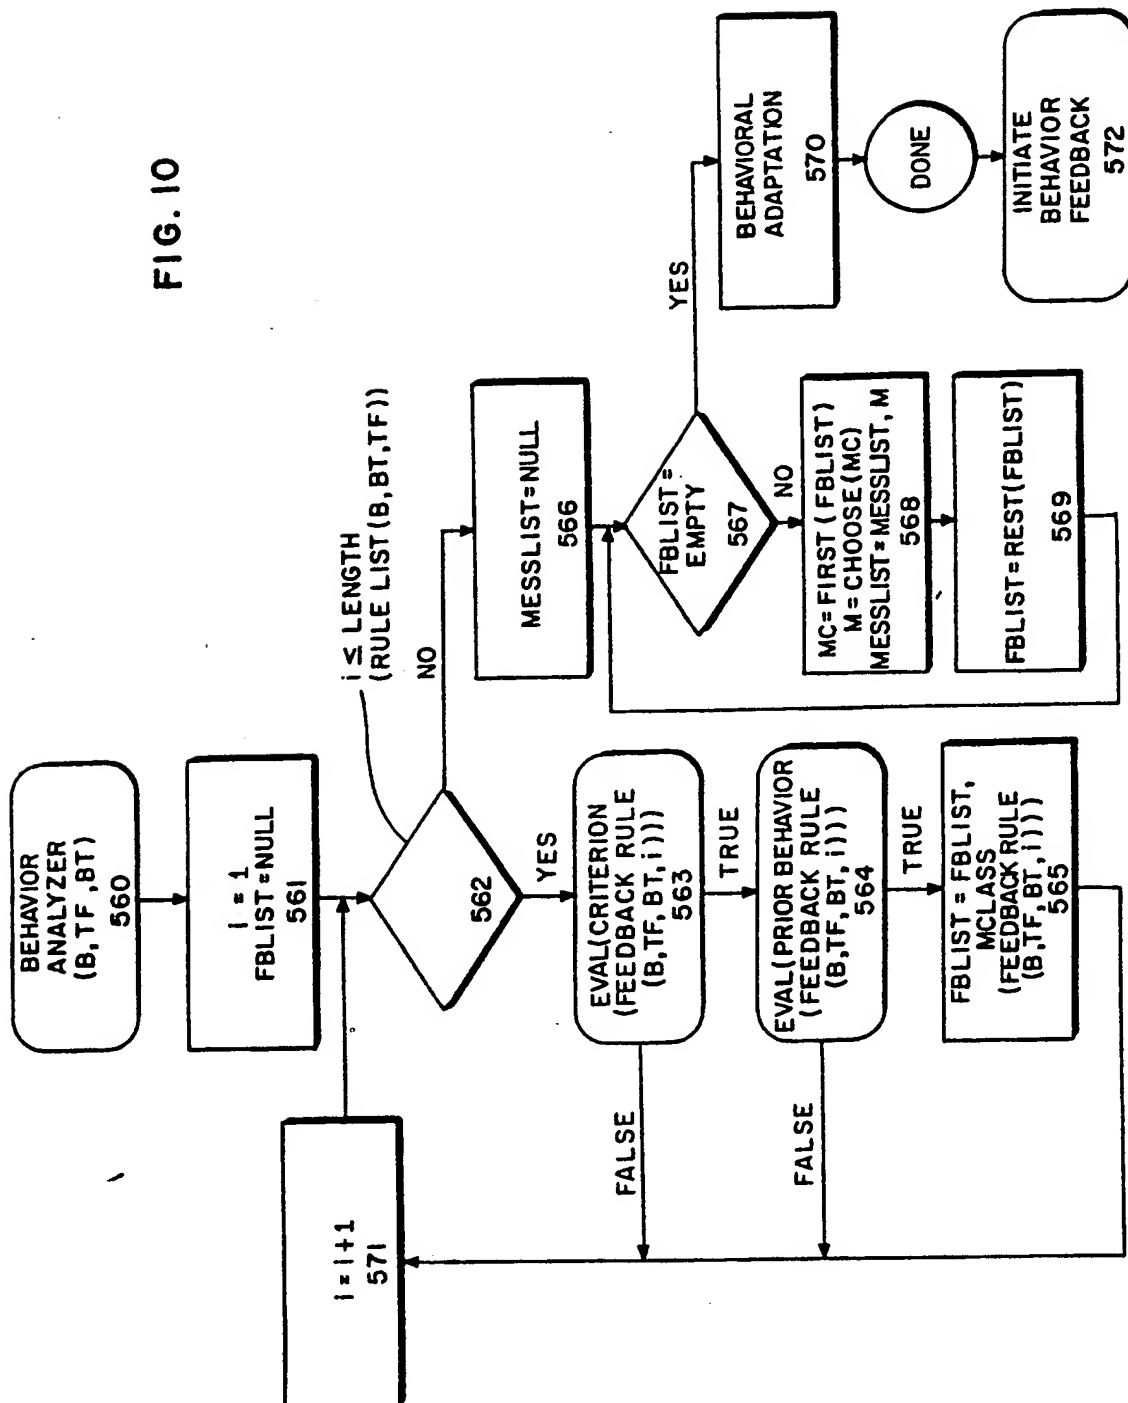 FIG. 10
BEHAVIOR
ANALYZER
(B,TF,BT)
560
i = 1
FBLIST=NULL
561
i ≤ LENGTH
(RULE LIST(B,BT,TF))
562
YES
NO
EVAL(CRITERION
(FEEDBACK RULE
(B,TF,BT,i)))
563
TRUE
FALSE
EVAL(PRIOR BEHAVIOR
(FEEDBACK RULE
(B,TF,BT,i)))
564
TRUE
FALSE
FBLIST = FBLIST,
MCLASS
(FEEDBACK RULE
(B,TF,BT,i)))
565
i=i+1
571
MESSLIST=NULL
566
FBLIST=
EMPTY
567
YES
NO
MC=FIRST(FBLIST)
M=CHOOSE(MC)
MESSLIST=MESSLIST, M
568
FBLIST=REST(FBLIST)
569
BEHAVIORAL
ADAPTATION
570
DONE
INITIATE
BEHAVIOR
FEEDBACK
572